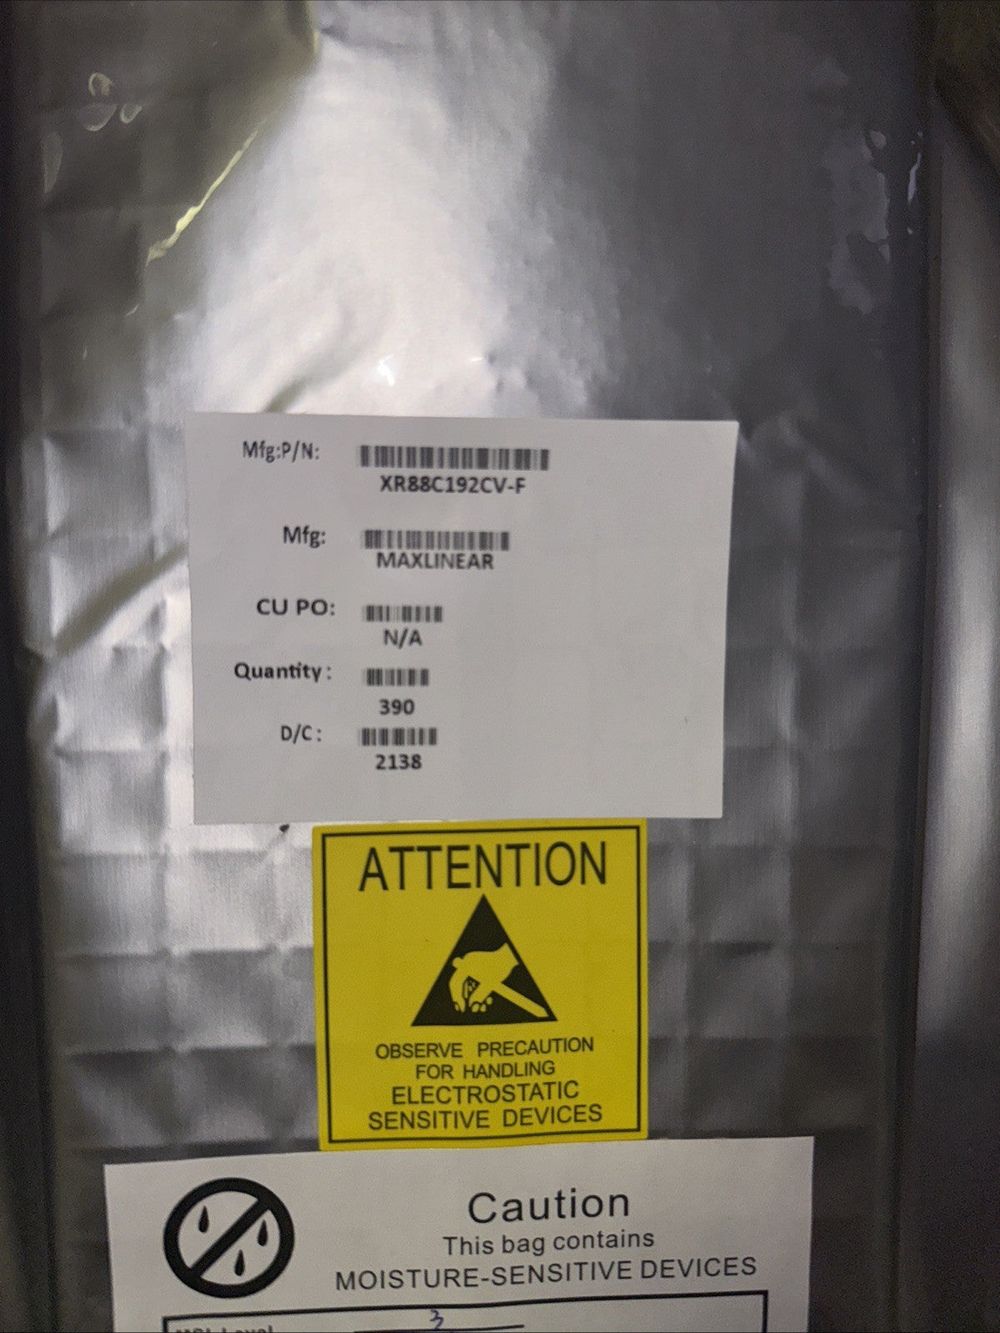 Mfg:P/N:
XR88C192CV-F
Mfg:
MAXLINEAR
CU PO:
N/A
Quantity:
390
D/C:
2138
ATTENTION
OBSERVE PRECAUTION
FOR HANDLING
ELECTROSTATIC
SENSITIVE DEVICES
Caution
This bag contains
MOISTURE-SENSITIVE DEVICES
3